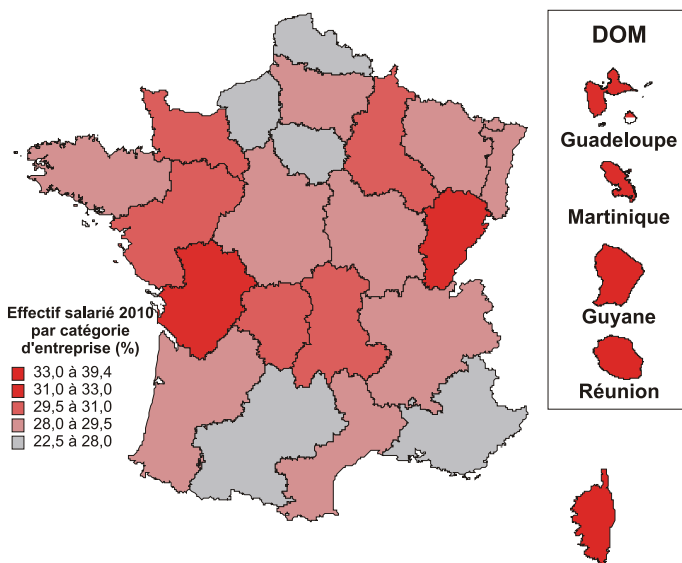 DOM
Guadeloupe
Martinique
Guyane
Réunion
Effectif salarié 2010
par catégorie
d'entreprise (%)
33,0 à 39,4
31,0 à 33,0
29,5 à 31,0
28,0 à 29,5
22,5 à 28,0